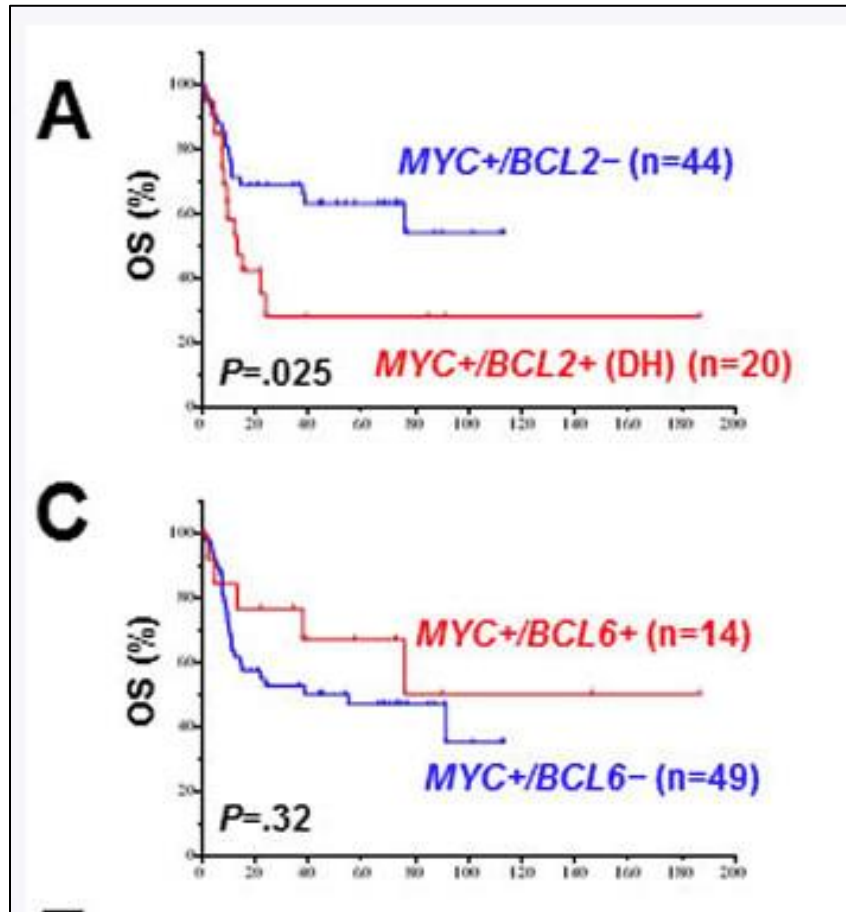 A
OS (%)
100
80
60
40
20
0
MYC+/BCL2− (n=44)
P=.025
MYC+/BCL2+ (DH) (n=20)
0 20 40 60 80 100 120 140 160 180 200
C
OS (%)
100
80
60
40
20
0
MYC+/BCL6+ (n=14)
MYC+/BCL6− (n=49)
P=.32
0 20 40 60 80 100 120 140 160 180 200